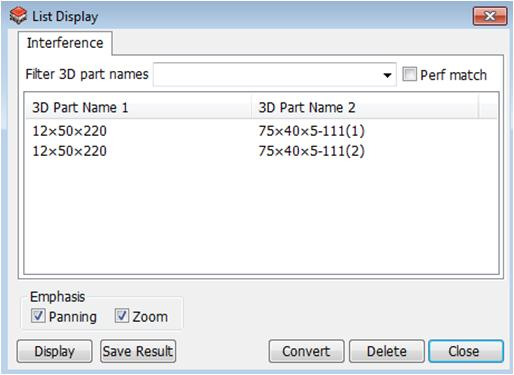 List Display
Interference
Filter 3D part names
Perf match
3D Part Name 1 3D Part Name 2
12×50×220 75×40×5-111(1)
12×50×220 75×40×5-111(2)
Emphasis
Panning Zoom
Display Save Result Convert Delete Close